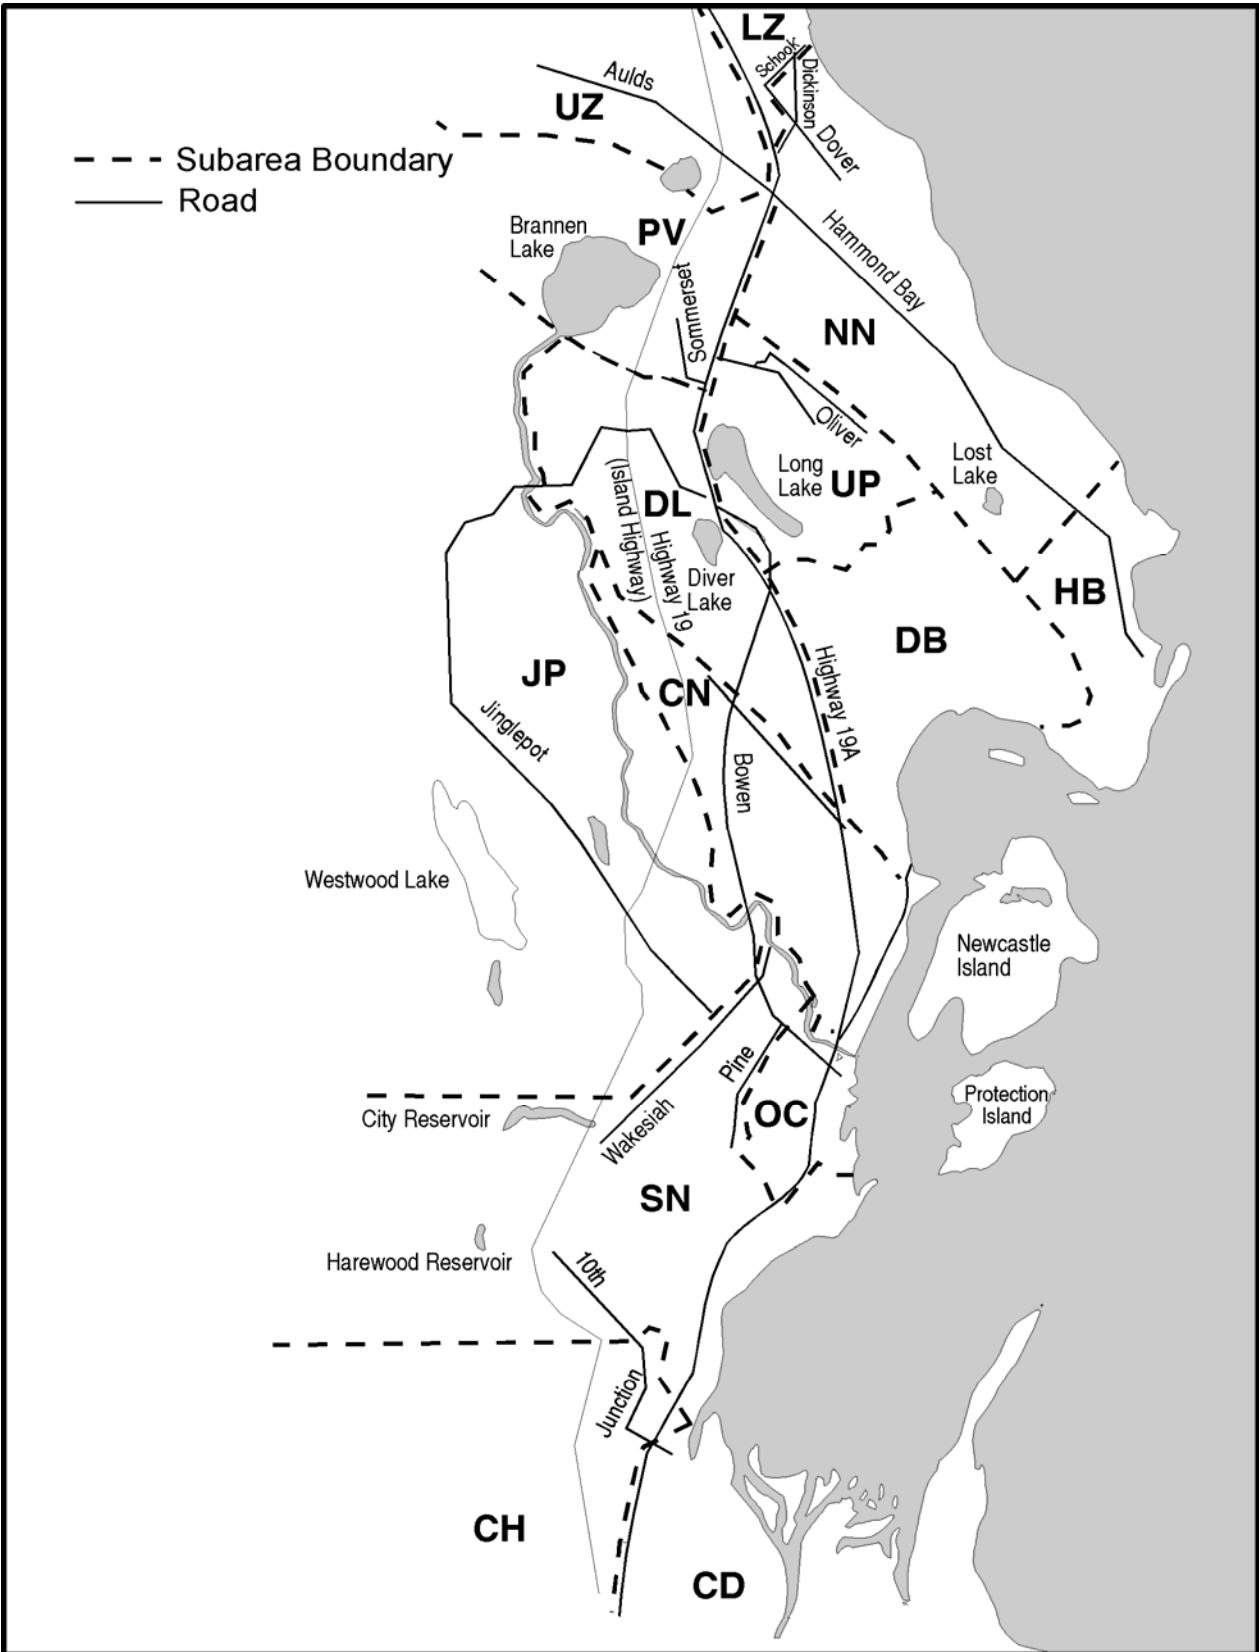 LZ
Schook
Dickinson
Aulds
UZ
Dover
Subarea Boundary
Road
Brannen
Lake
PV
Hammond Bay
Sommerset
NN
Oliver
Long
Lake
UP
Lost
Lake
(Island Highway)
DL
Highway 19
Diver
Lake
HB
DB
JP
CN
Highway 19A
Jinglepot
Bowen
Westwood Lake
Newcastle
Island
Pine
OC
Protection
Island
City Reservoir
Wakesiah
SN
Harewood Reservoir
10th
Junction
CH
CD